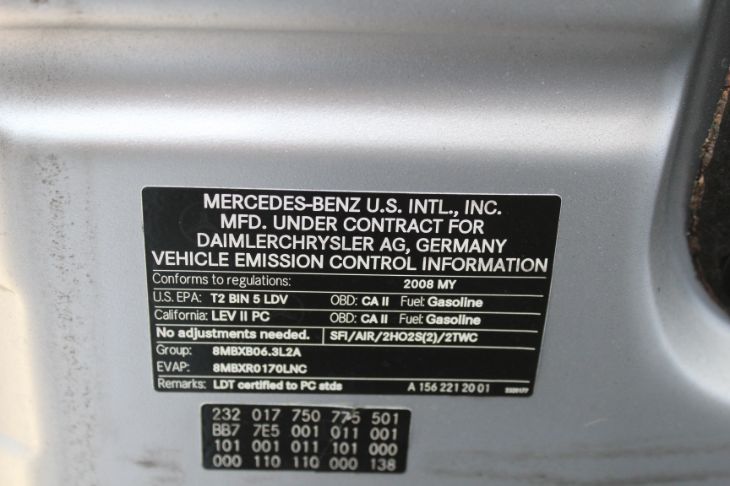 MERCEDES-BENZ U.S. INTL., INC.
MFD. UNDER CONTRACT FOR
DAIMLERCHRYSLER AG, GERMANY
VEHICLE EMISSION CONTROL INFORMATION
Conforms to regulations: 2008 MY
U.S. EPA: T2 BIN 5 LDV OBD: CA II Fuel: Gasoline
California: LEV II PC OBD: CA II Fuel: Gasoline
No adjustments needed. SFI/AIR/2HO2S(2)/2TWC
Group: 8MBXB06.3L2A
EVAP: 8MBXR0170LNC
Remarks: LDT certified to PC stds A 156 221 20 01
232 017 750 775 501
BB7 7E5 001 011 001
101 001 011 101 000
000 110 110 000 138